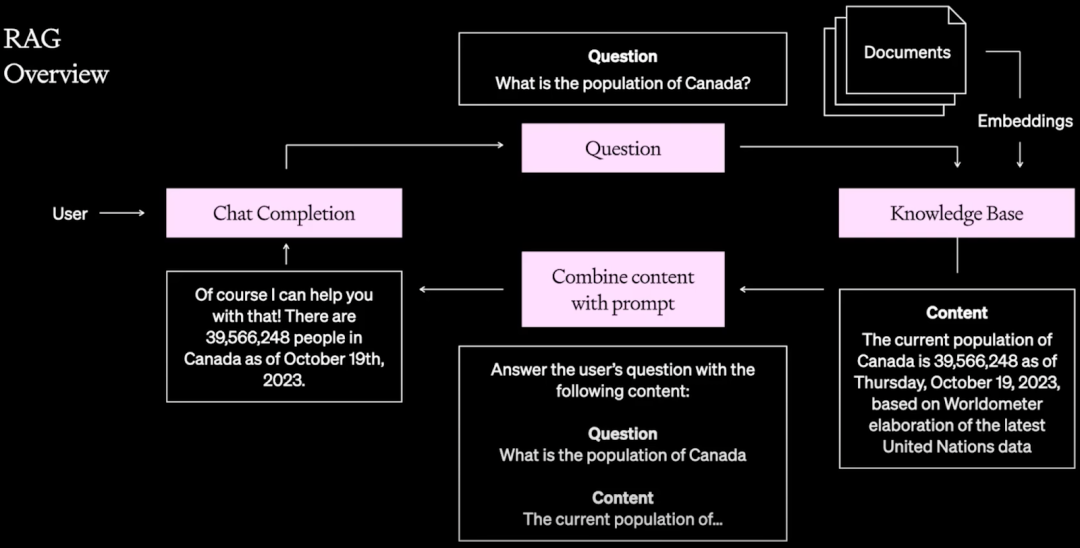 RAG
Overview
Question
What is the population of Canada?
Documents
Embeddings
Question
User
Chat Completion
Knowledge Base
Combine content
with prompt
Of course I can help you
with that! There are
39,566,248 people in
Canada as of October 19th,
2023.
Answer the user’s question with the
following content:
Question
What is the population of Canada
Content
The current population of...
Content
The current population of
Canada is 39,566,248 as of
Thursday, October 19, 2023,
based on Worldometer
elaboration of the latest
United Nations data